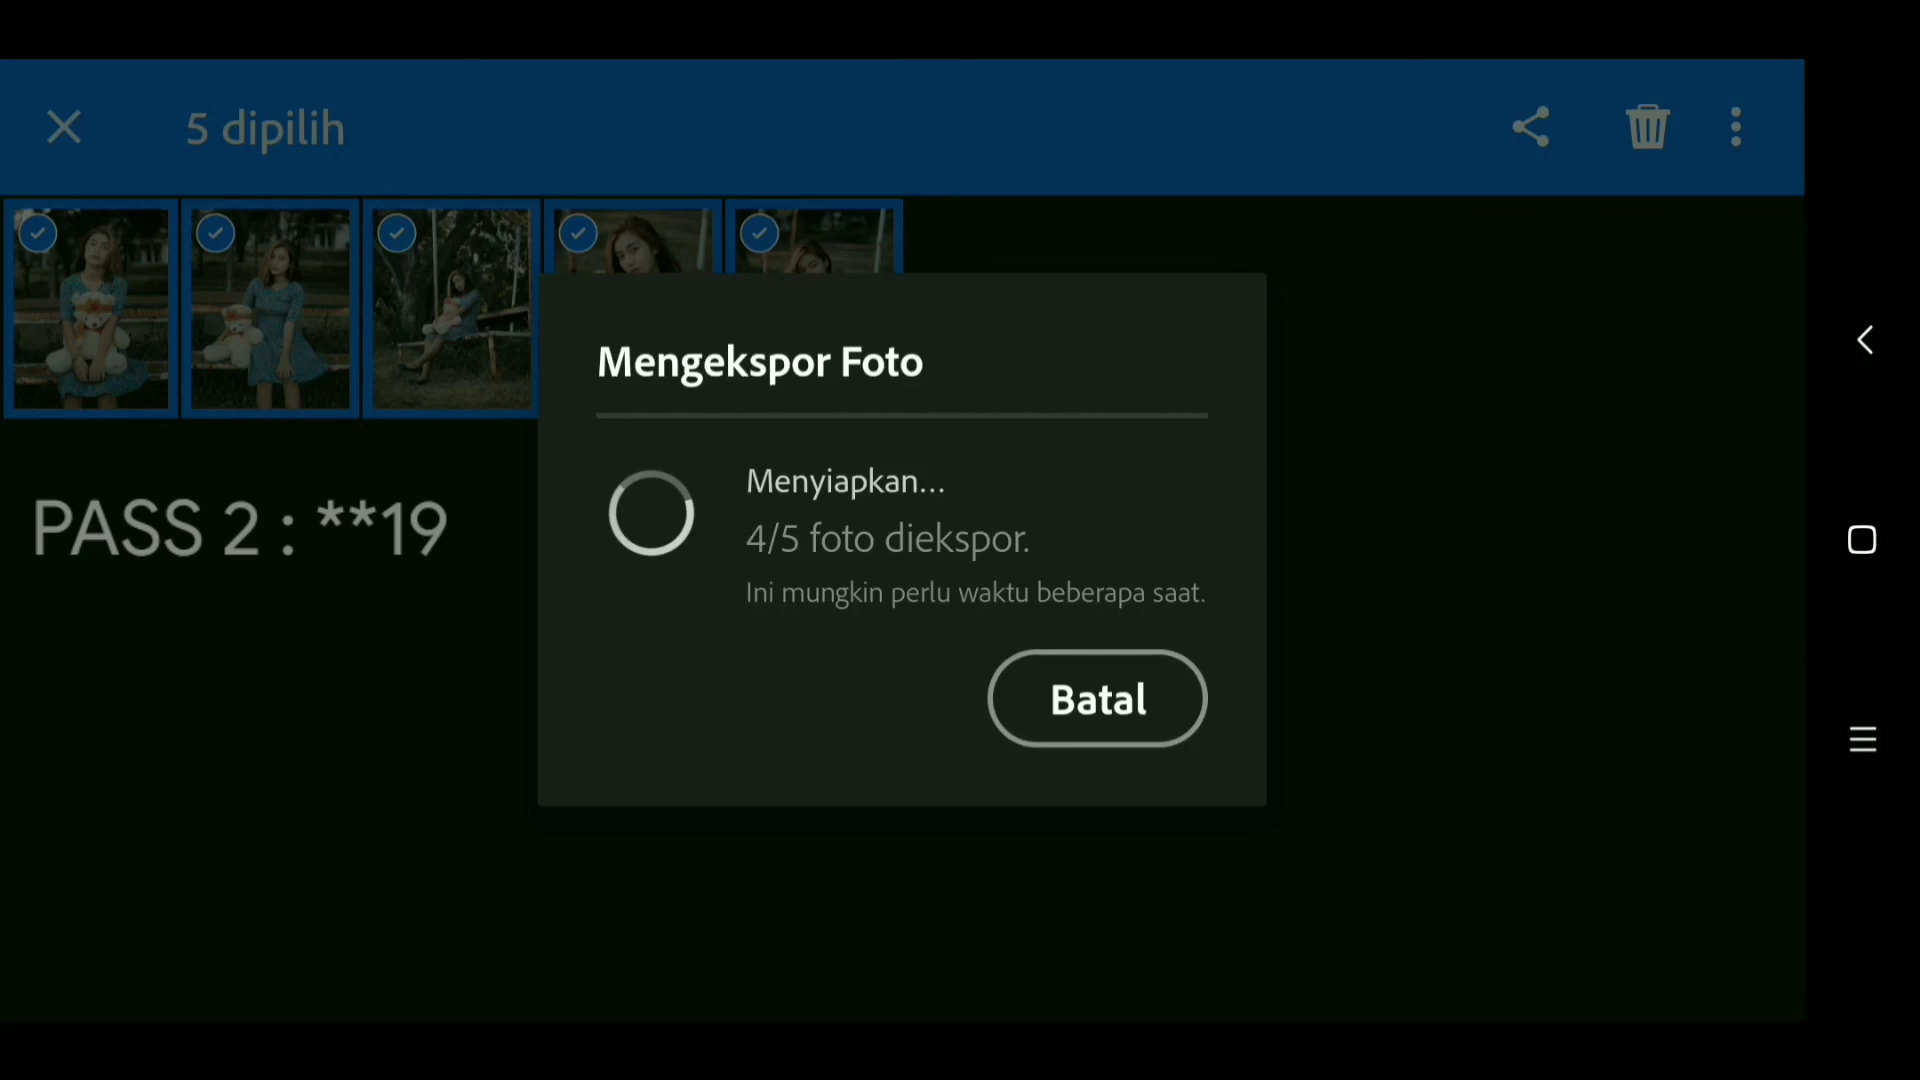 5 dipilih
Mengekspor Foto
Menyiapkan...
4/5 foto diekspor.
Ini mungkin perlu waktu beberapa saat.
Batal
PASS 2 : **19